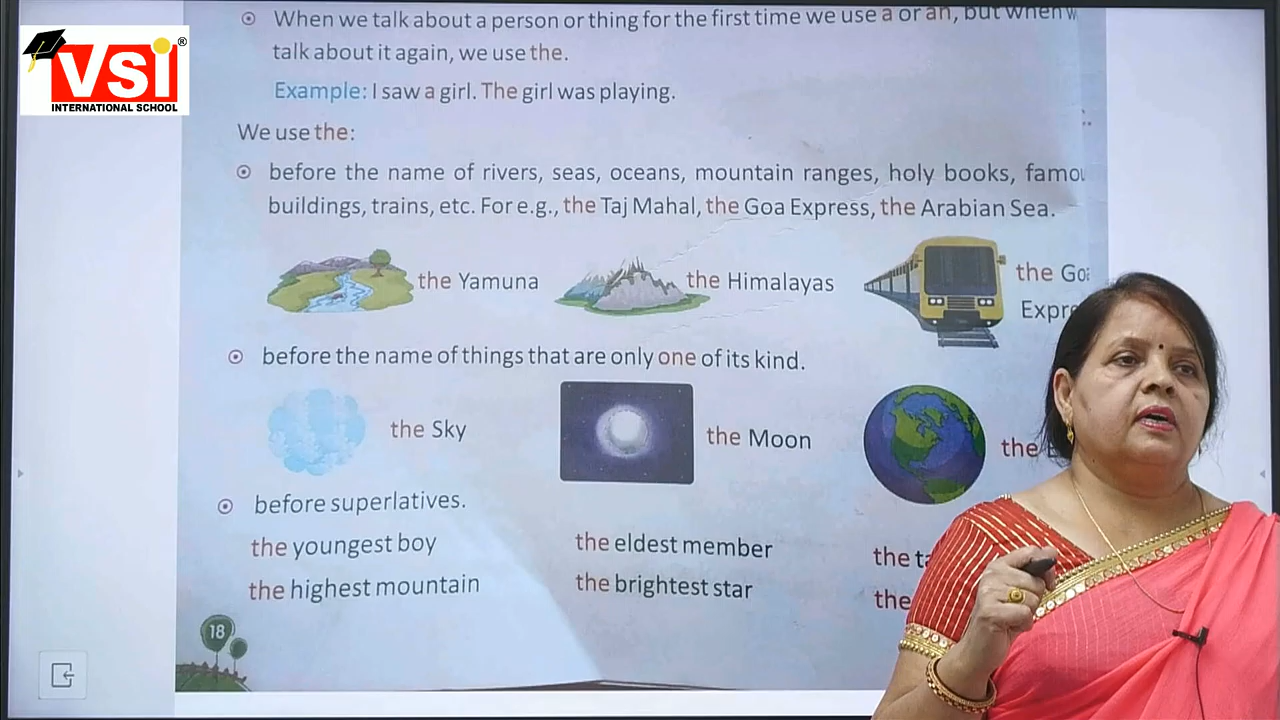 VSI ®
INTERNATIONAL SCHOOL
When we talk about a person or thing for the first time we use a or an, but when
talk about it again, we use the.
Example: I saw a girl. The girl was playing.
We use the:
before the name of rivers, seas, oceans, mountain ranges, holy books,
buildings, trains, etc. For e.g., the Taj Mahal, the Goa Express, the Arabian Sea.
the Yamuna
the Himalayas
the
before the name of things that are only one of its kind.
the Sky
the Moon
the
before superlatives.
the youngest boy
the eldest member
the
the highest mountain
the brightest star
the
18